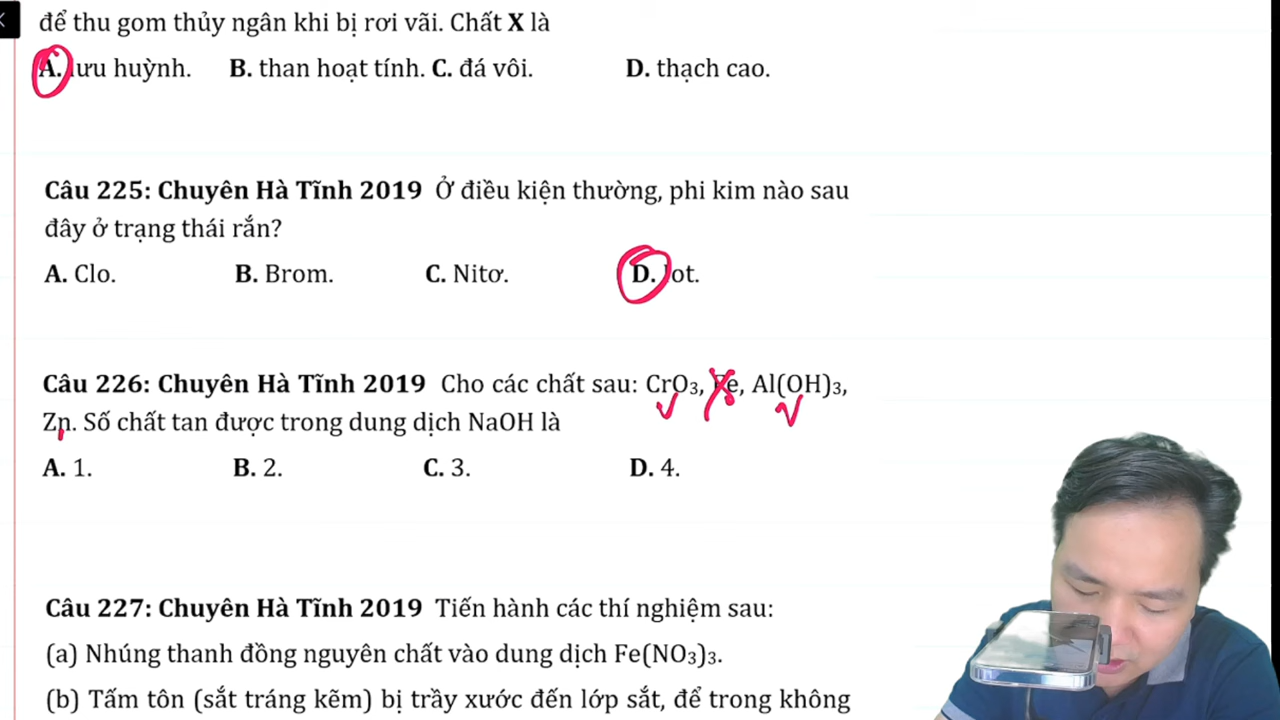 để thu gom thủy ngân khi bị rơi vãi. Chất X là
A. lưu huỳnh. B. than hoạt tính. C. đá vôi. D. thạch cao.
Câu 225: Chuyên Hà Tĩnh 2019 Ở điều kiện thường, phi kim nào sau
đây ở trạng thái rắn?
A. Clo. B. Brom. C. Nitơ. D. Iot.
Câu 226: Chuyên Hà Tĩnh 2019 Cho các chất sau: CrO₃, Fe, Al(OH)₃,
Zn. Số chất tan được trong dung dịch NaOH là
A. 1. B. 2. C. 3. D. 4.
Câu 227: Chuyên Hà Tĩnh 2019 Tiến hành các thí nghiệm sau:
(a) Nhúng thanh đồng nguyên chất vào dung dịch Fe(NO₃)₃.
(b) Tấm tôn (sắt tráng kẽm) bị trầy xước đến lớp sắt, để trong không